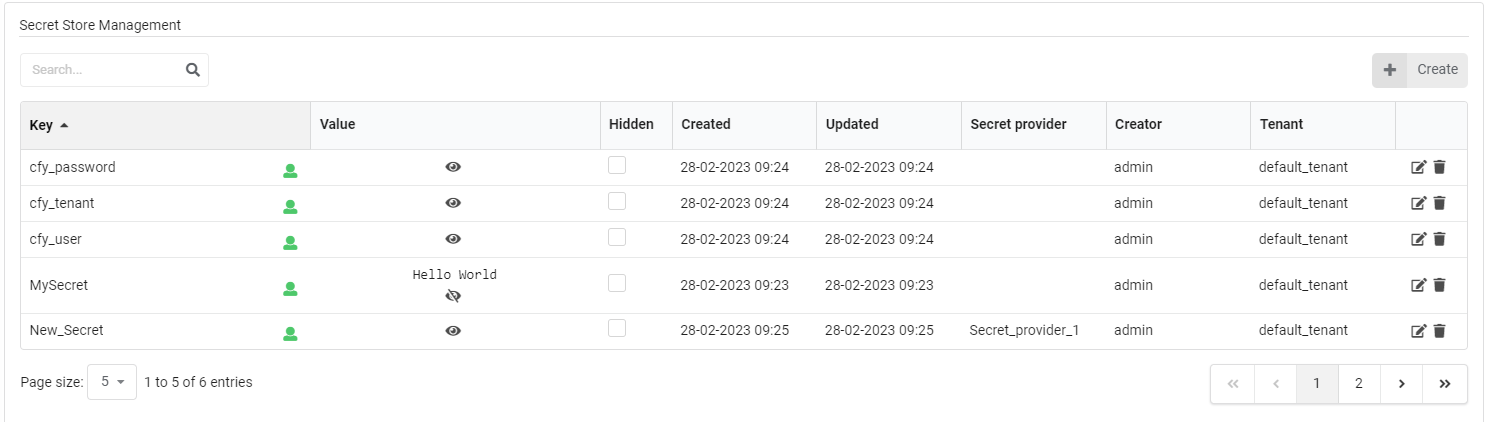 Secret Store Management
Search...
Create
Key Value Hidden Created Updated Secret provider Creator Tenant
cfy_password 28-02-2023 09:24 28-02-2023 09:24 admin default_tenant
cfy_tenant 28-02-2023 09:24 28-02-2023 09:24 admin default_tenant
cfy_user 28-02-2023 09:24 28-02-2023 09:24 admin default_tenant
MySecret Hello World 28-02-2023 09:23 28-02-2023 09:23 admin default_tenant
New_Secret 28-02-2023 09:25 28-02-2023 09:25 Secret_provider_1 admin default_tenant
Page size: 5 1 to 5 of 6 entries « ‹ 1 2 › »